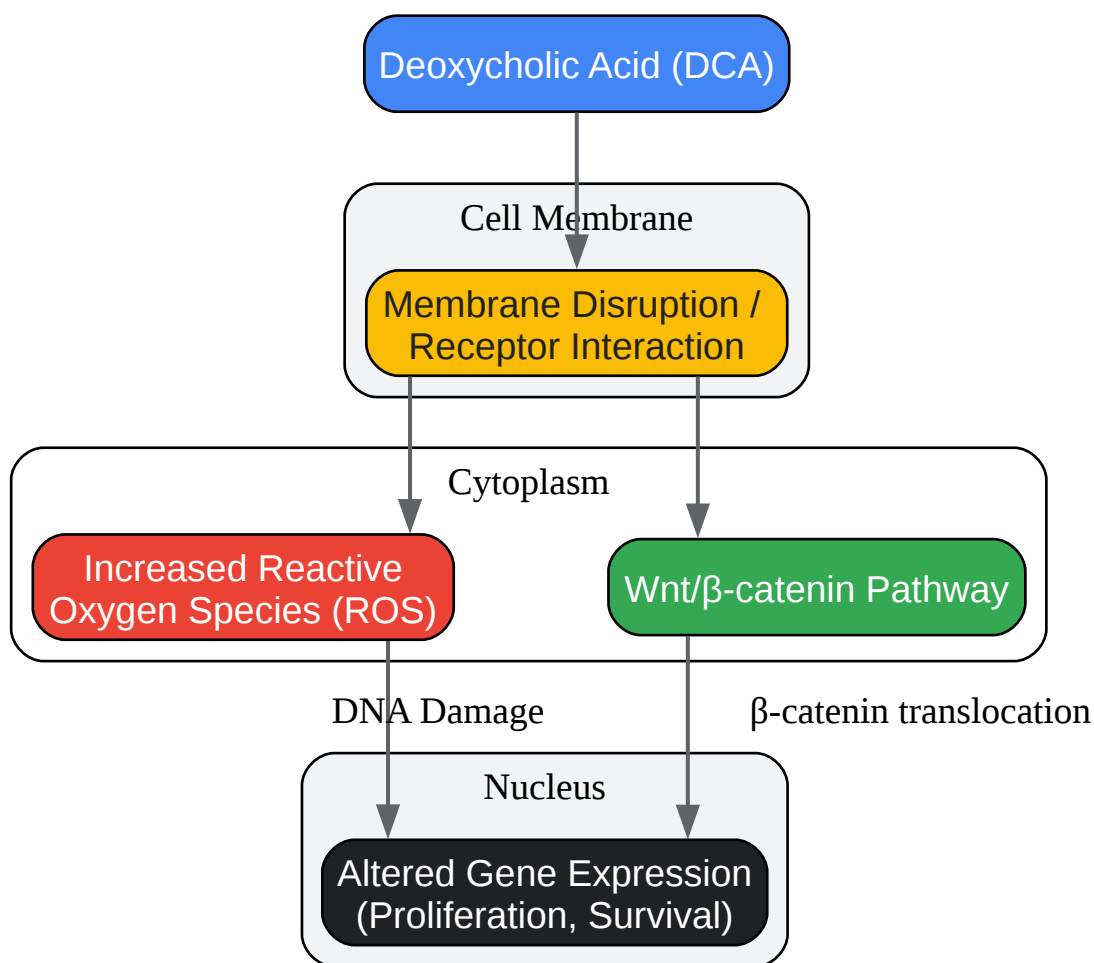 Deoxycholic Acid (DCA)
Cell Membrane
Membrane Disruption /
Receptor Interaction
Cytoplasm
Increased Reactive
Oxygen Species (ROS)
Wnt/β-catenin Pathway
DNA Damage
β-catenin translocation
Nucleus
Altered Gene Expression
(Proliferation, Survival)